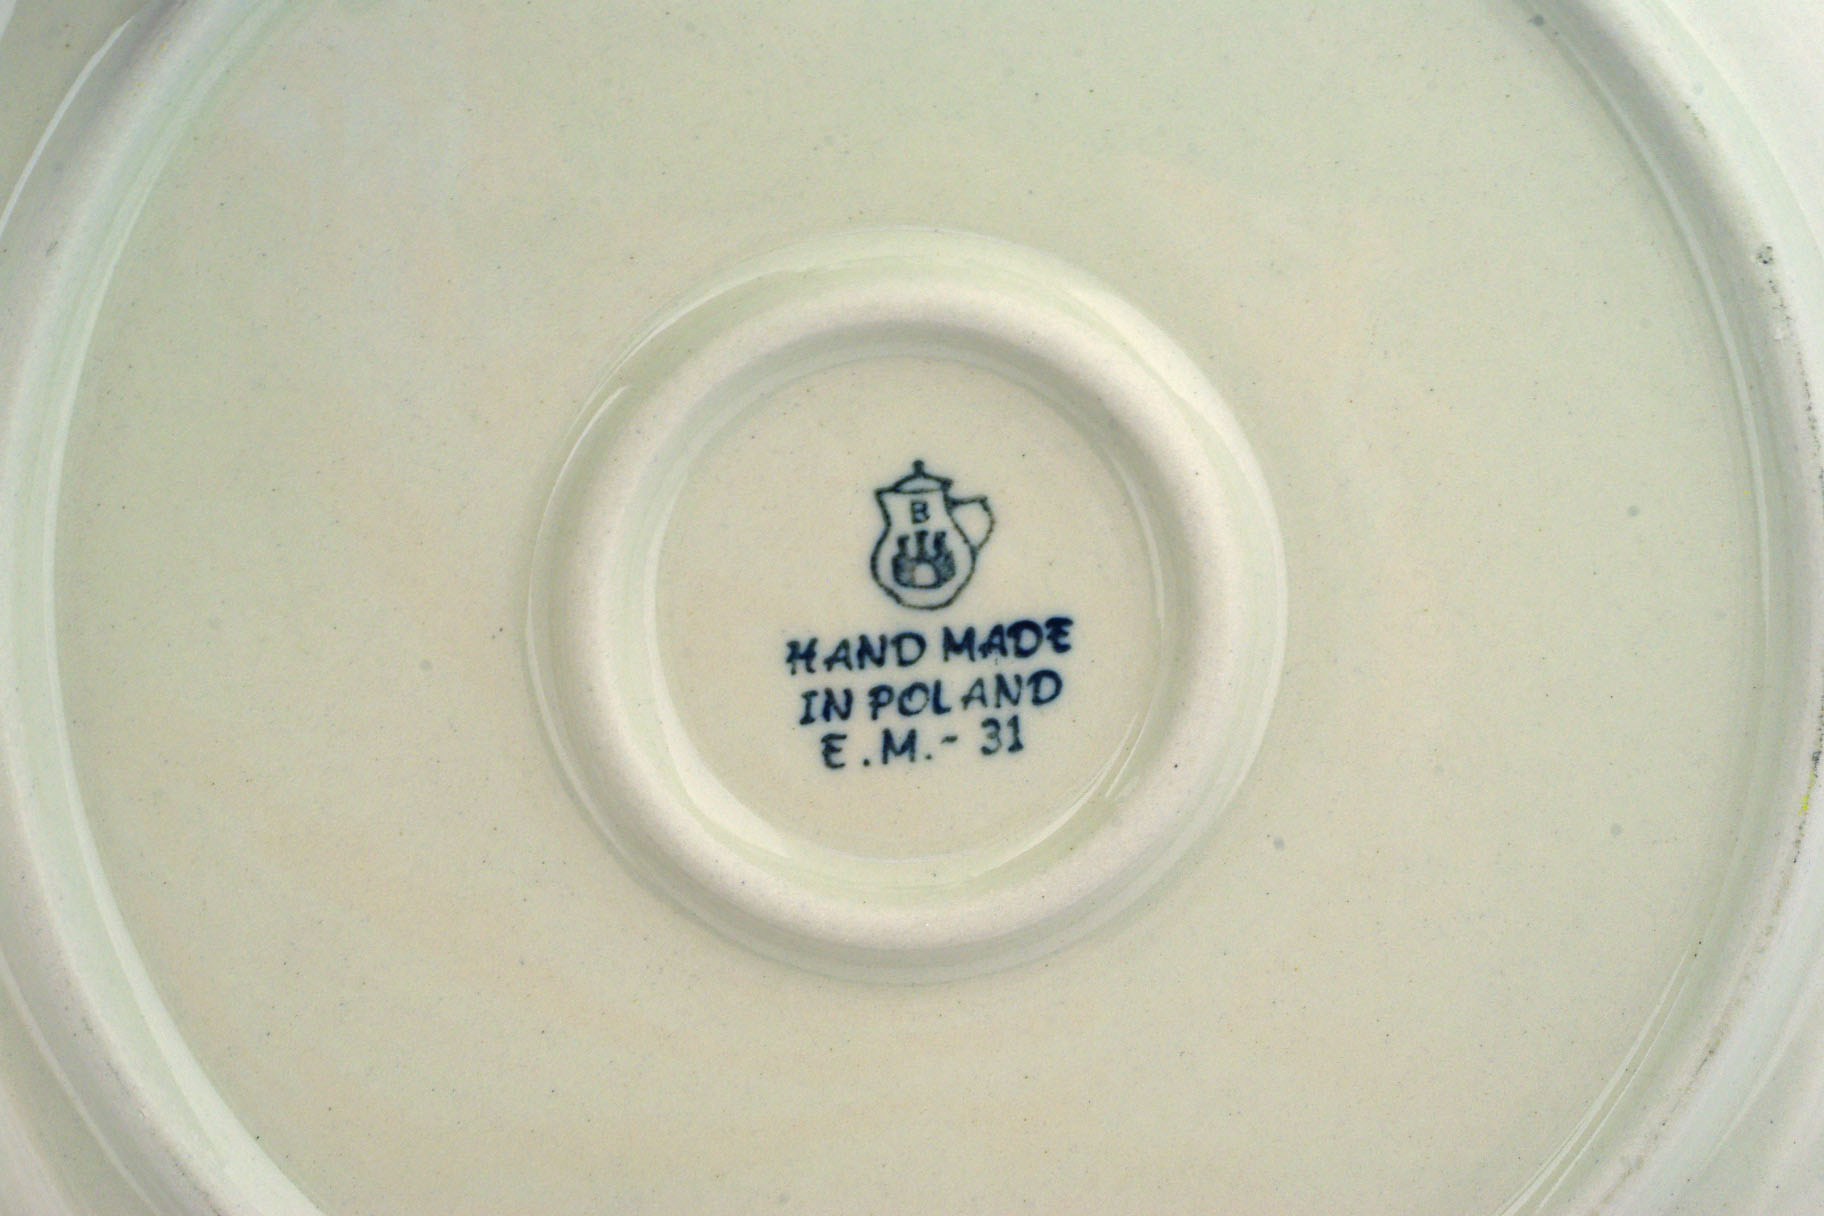 B
HAND MADE
IN POLAND
E.M.- 31